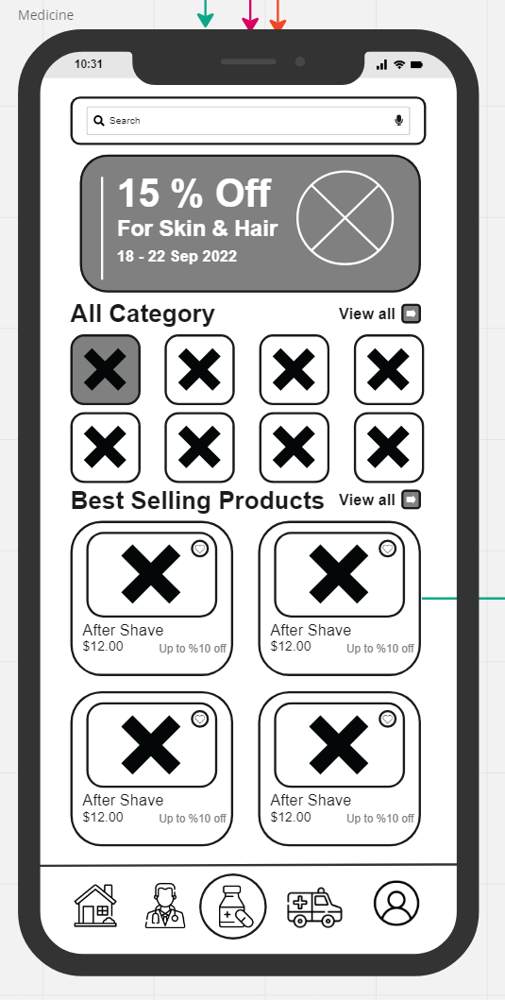 Medicine
10:31
Search
15 % Off
For Skin & Hair
18 - 22 Sep 2022
All Category
View all
Best Selling Products
View all
After Shave
$12.00
Up to %10 off
After Shave
$12.00
Up to %10 off
After Shave
$12.00
Up to %10 off
After Shave
$12.00
Up to %10 off